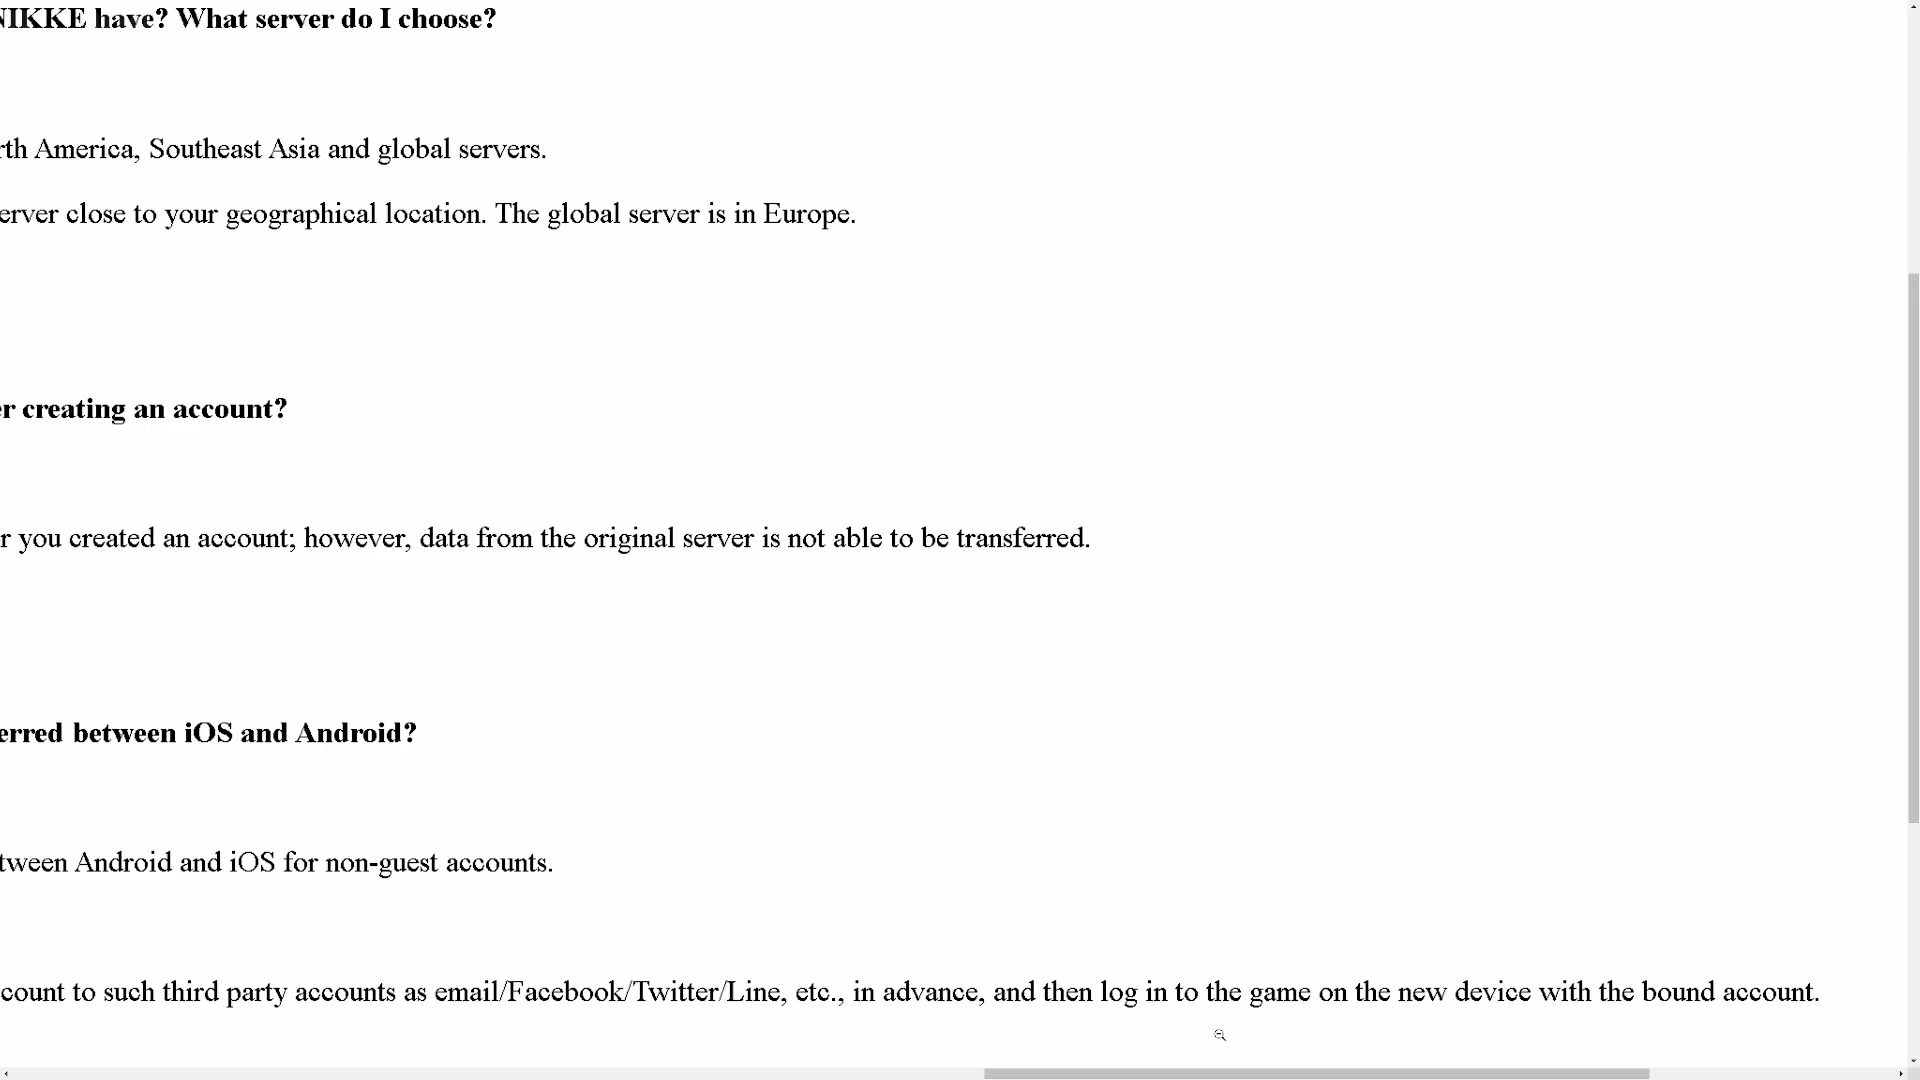 NIKKE have? What server do I choose?
rth America, Southeast Asia and global servers.
erver close to your geographical location. The global server is in Europe.
er creating an account?
r you created an account; however, data from the original server is not able to be transferred.
erred between iOS and Android?
tween Android and iOS for non-guest accounts.
count to such third party accounts as email/Facebook/Twitter/Line, etc., in advance, and then log in to the game on the new device with the bound account.